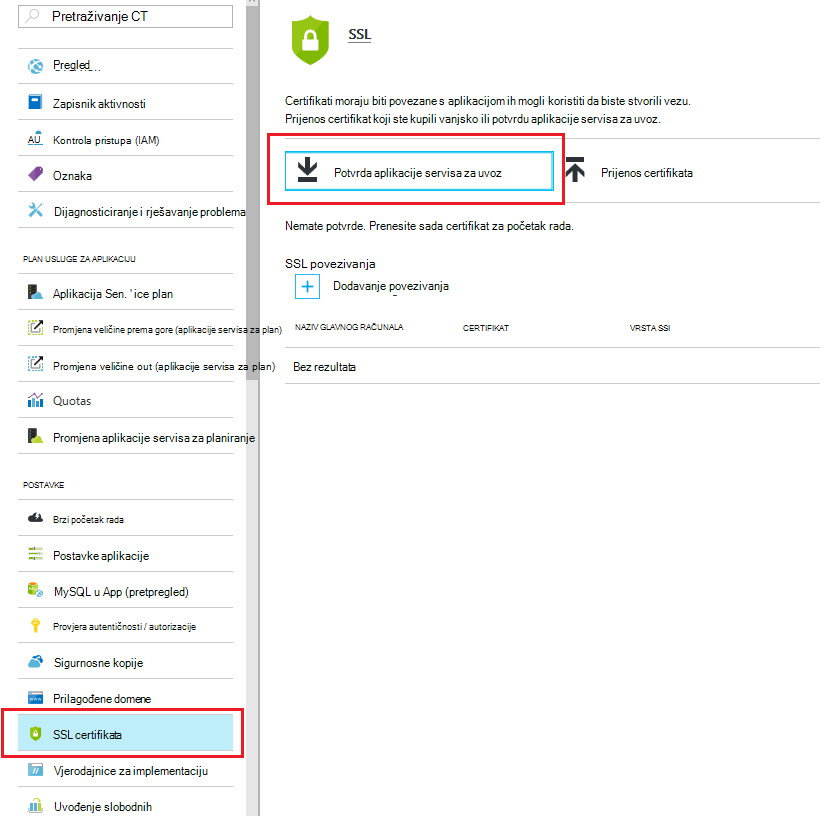 Pretraživanje CT
Pregled
Zapisnik aktivnosti
AU Kontrola pristupa (IAM)
Oznaka
Dijagnosticiranje i rješavanje problema
PLAN USLUGE ZA APLIKACIJU
Aplikacija Sen. 'ice plan
Promjena veličine prema gore (aplikacije servisa za plan)
Promjena veličine out (aplikacije servisa za plan)
Quotas
Promjena aplikacije servisa za planiranje
POSTAVKE
Brzi početak rada
Postavke aplikacije
MySQL u App (pretpregled)
Provjera autentičnosti / autorizacije
Sigurnosne kopije
Prilagođene domene
SSL certifikata
Vjerodajnice za implementaciju
Uvođenje slobodnih
SSL
Certifikati moraju biti povezane s aplikacijom ih mogli koristiti da biste stvorili vezu.
Prijenos certifikat koji ste kupili vanjsko ili potvrdu aplikacije servisa za uvoz.
Potvrda aplikacije servisa za uvoz
Prijenos certifikata
Nemate potvrde. Prenesite sada certifikat za početak rada.
SSL povezivanja
Dodavanje povezivanja
NAZIV GLAVNOG RAČUNALA CERTIFIKAT VRSTA SSI
Bez rezultata